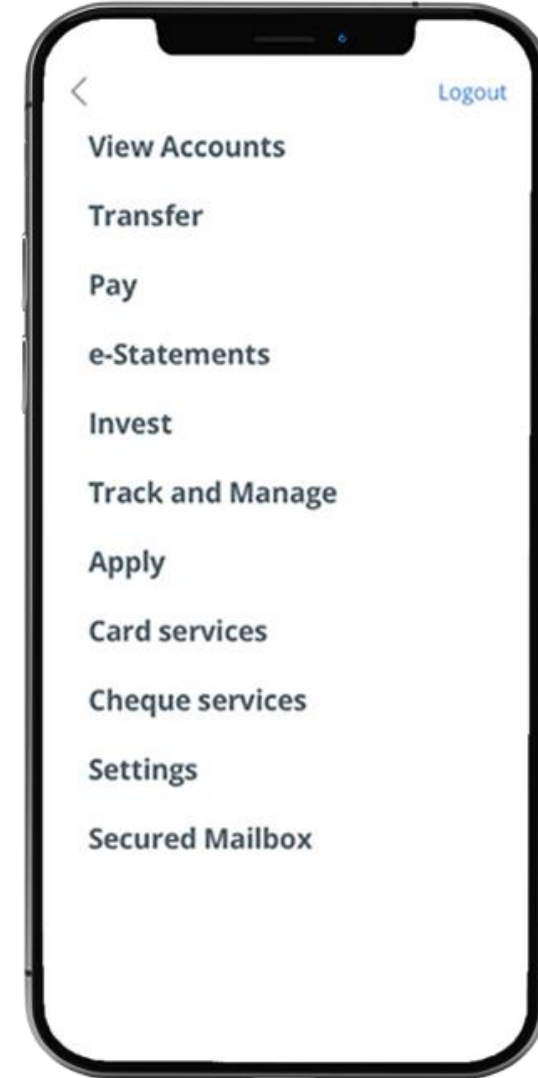 Logout
View Accounts
Transfer
Pay
e-Statements
Invest
Track and Manage
Apply
Card services
Cheque services
Settings
Secured Mailbox